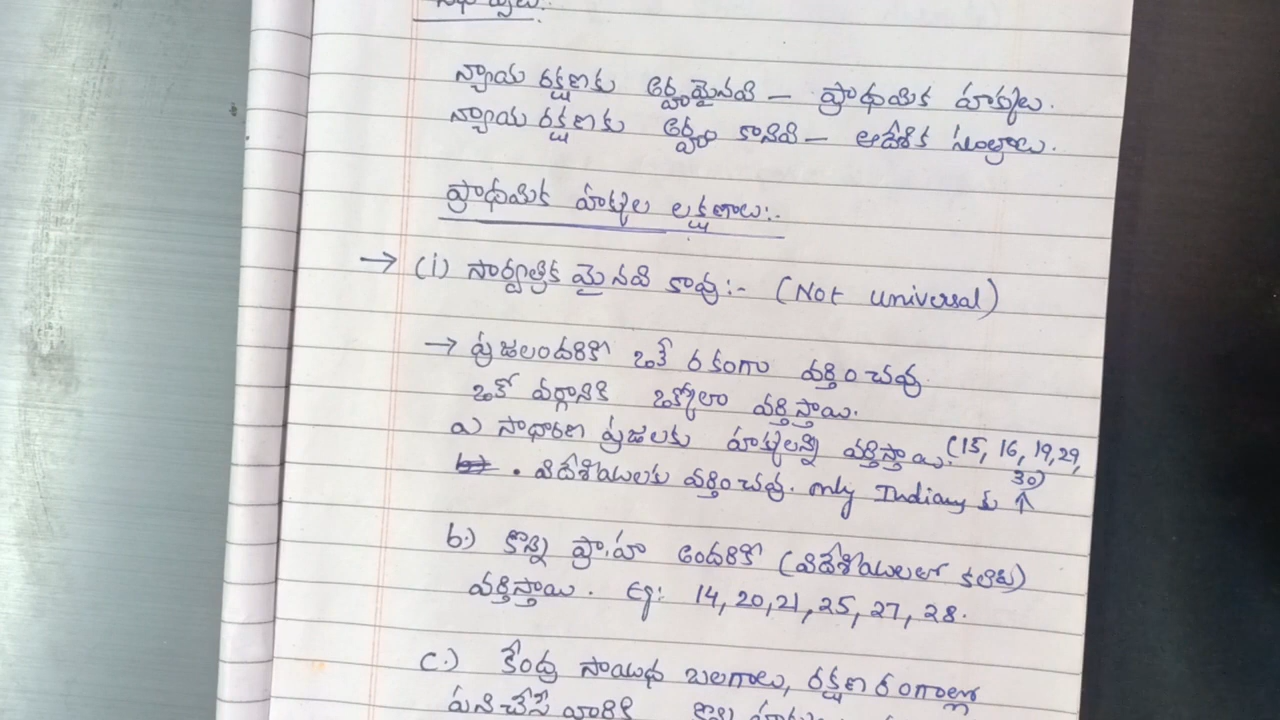 న్యాయ రక్షణకు అర్హమైనవి – ప్రాథమిక హక్కులు.
న్యాయ రక్షణకు అర్హం కానివి – ఆదేశిక సూత్రాలు.
ప్రాథమిక హక్కుల లక్షణాలు:-
→ (i) సార్వత్రిక మైనవి కావు:- (Not universal)
→ ప్రజలందరికీ ఒకే రకంగా వర్తించవు
ఒకో వర్గానికి ఒక్కోలా వర్తిస్తాయి.
a) సాధారణ ప్రజలకు హక్కులన్నీ వర్తిస్తాయి. (15, 16, 19, 29,
30)
• విదేశీయులకు వర్తించవు. only Indians కు ↑
b.) కొన్ని ప్రా.హ అందరికీ (విదేశీయులతో కలిపి)
వర్తిస్తాయి. Eg: 14, 20, 21, 25, 27, 28.
c.) కేంద్ర సాయుధ బలగాలు, రక్షణ రంగాల్లో
పనిచేసే వారికి కొన్ని